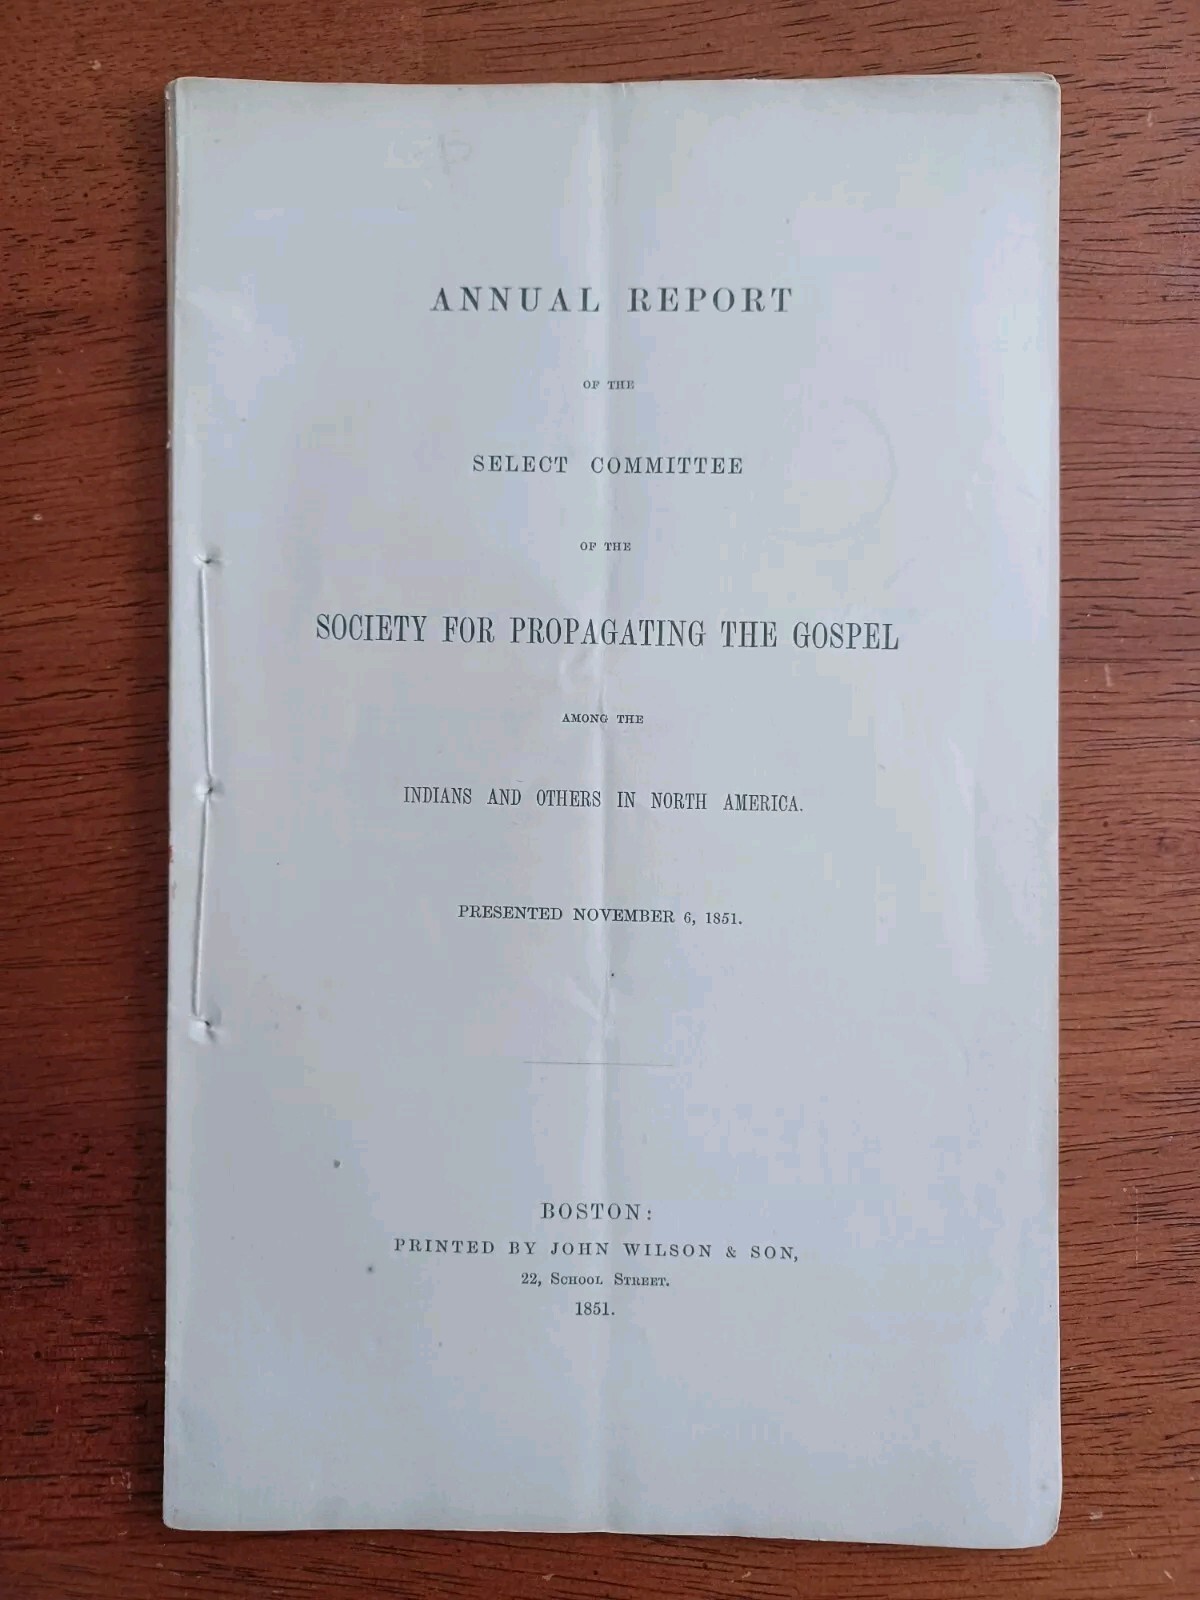 ANNUAL REPORT
OF THE
SELECT COMMITTEE
OF THE
SOCIETY FOR PROPAGATING THE GOSPEL
AMONG THE
INDIANS AND OTHERS IN NORTH AMERICA.
PRESENTED NOVEMBER 6, 1851.
BOSTON:
PRINTED BY JOHN WILSON & SON,
22, SCHOOL STREET.
1851.